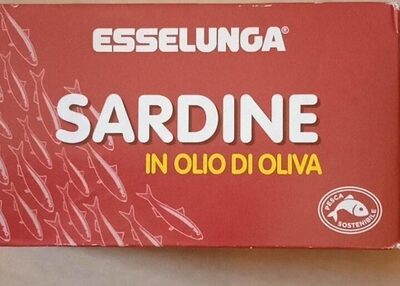 ESSELUNGA®
SARDINE
IN OLIO DI OLIVA
PESCA
SOSTENIBILE